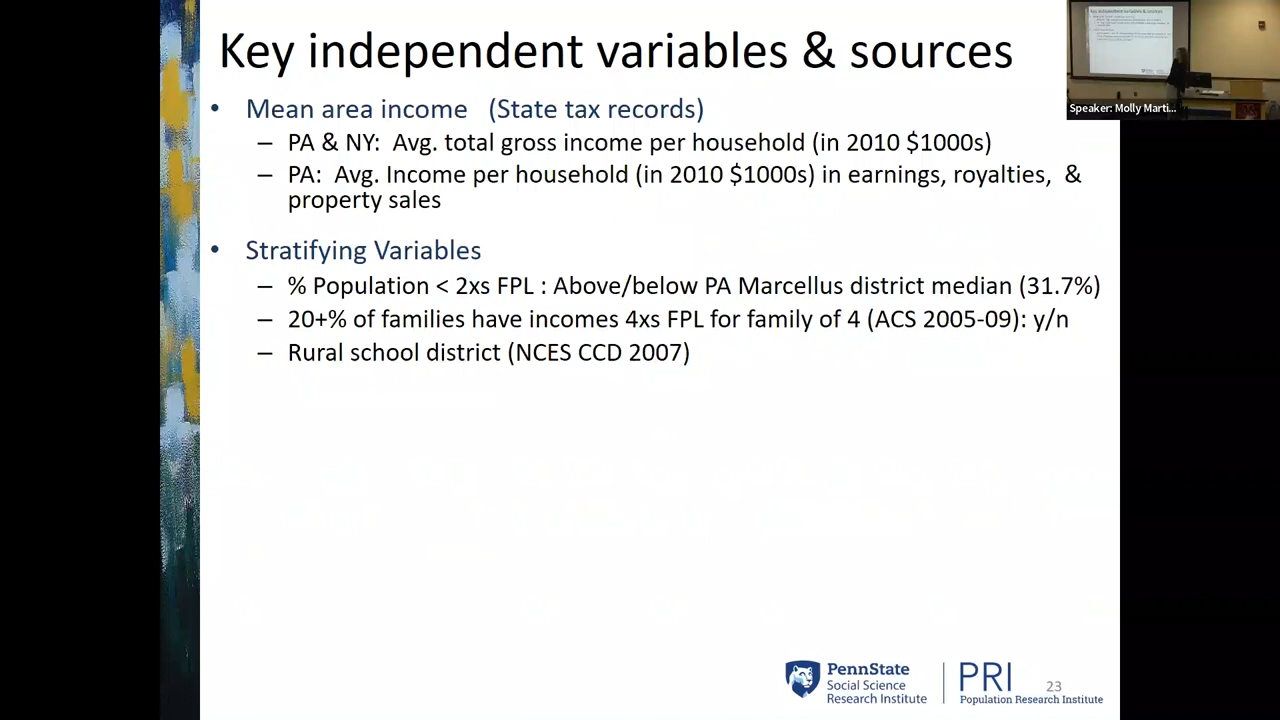 Key independent variables & sources
• Mean area income (State tax records)
– PA & NY: Avg. total gross income per household (in 2010 $1000s)
– PA: Avg. Income per household (in 2010 $1000s) in earnings, royalties, &
property sales
• Stratifying Variables
– % Population < 2xs FPL : Above/below PA Marcellus district median (31.7%)
– 20+% of families have incomes 4xs FPL for family of 4 (ACS 2005-09): y/n
– Rural school district (NCES CCD 2007)
Key independent variables & sources
Speaker: Molly Marti...
PennState
Social Science
Research Institute
PRI
Population Research Institute
23